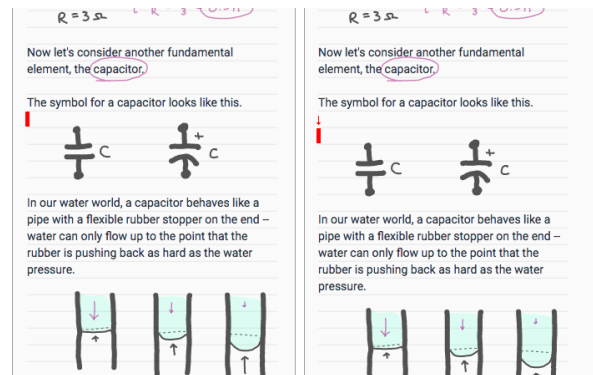 R = 3 Ω
Now let's consider another fundamental
element, the capacitor.
The symbol for a capacitor looks like this.
C
+
C
In our water world, a capacitor behaves like a
pipe with a flexible rubber stopper on the end –
water can only flow up to the point that the
rubber is pushing back as hard as the water
pressure.
R = 3 Ω
Now let's consider another fundamental
element, the capacitor.
The symbol for a capacitor looks like this.
C
+
C
In our water world, a capacitor behaves like a
pipe with a flexible rubber stopper on the end –
water can only flow up to the point that the
rubber is pushing back as hard as the water
pressure.